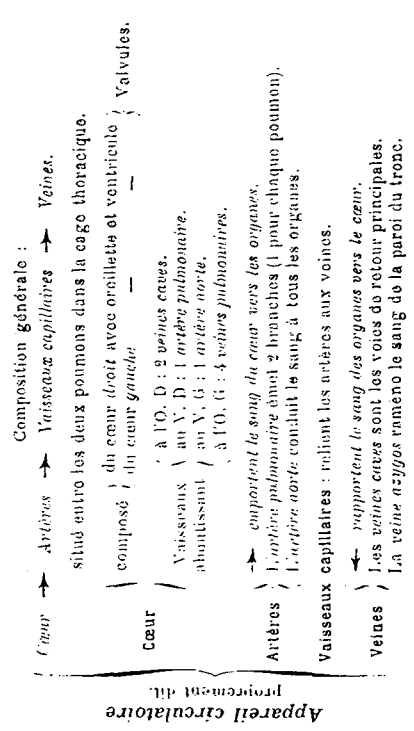 Appareil circulatoire
proprement dit.
Composition générale :
Cœur → Artères → Vaisseaux capillaires → Veines.
Cœur
situé entre les deux poumons dans la cage thoracique.
composé
du cœur droit avec oreillette et ventricule
du cœur gauche — —
Valvules.
Vaisseaux
aboutissant
à l'O. D : 2 veines caves.
au V. D : 1 artère pulmonaire.
au V. G : 1 artère aorte.
à l'O. G : 4 veines pulmonaires.
Artères
→ emportent le sang du cœur vers les organes.
L'artère pulmonaire émet 2 branches (1 pour chaque poumon).
L'artère aorte conduit le sang à tous les organes.
Vaisseaux capillaires : relient les artères aux veines.
Veines
← rapportent le sang des organes vers le cœur.
Les veines caves sont les voies de retour principales.
La veine azygos ramène le sang de la paroi du tronc.